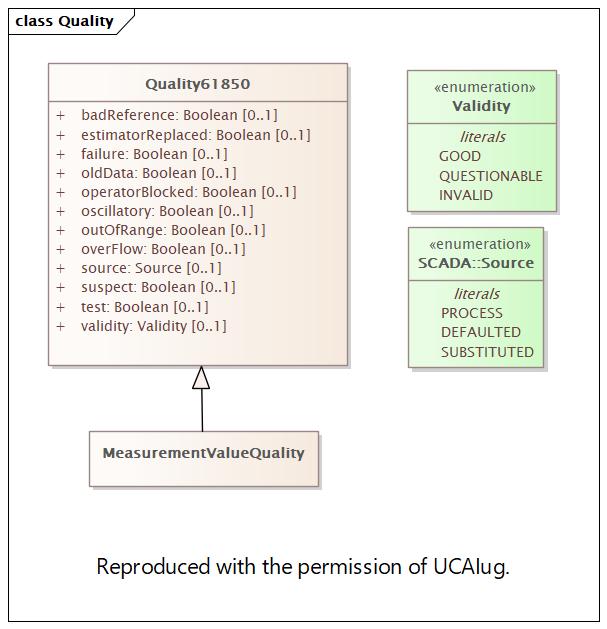 class Quality
Quality61850
+ badReference: Boolean [0..1]
+ estimatorReplaced: Boolean [0..1]
+ failure: Boolean [0..1]
+ oldData: Boolean [0..1]
+ operatorBlocked: Boolean [0..1]
+ oscillatory: Boolean [0..1]
+ outOfRange: Boolean [0..1]
+ overFlow: Boolean [0..1]
+ source: Source [0..1]
+ suspect: Boolean [0..1]
+ test: Boolean [0..1]
+ validity: Validity [0..1]
«enumeration»
Validity
literals
GOOD
QUESTIONABLE
INVALID
«enumeration»
SCADA::Source
literals
PROCESS
DEFAULTED
SUBSTITUTED
MeasurementValueQuality
Reproduced with the permission of UCAIug.